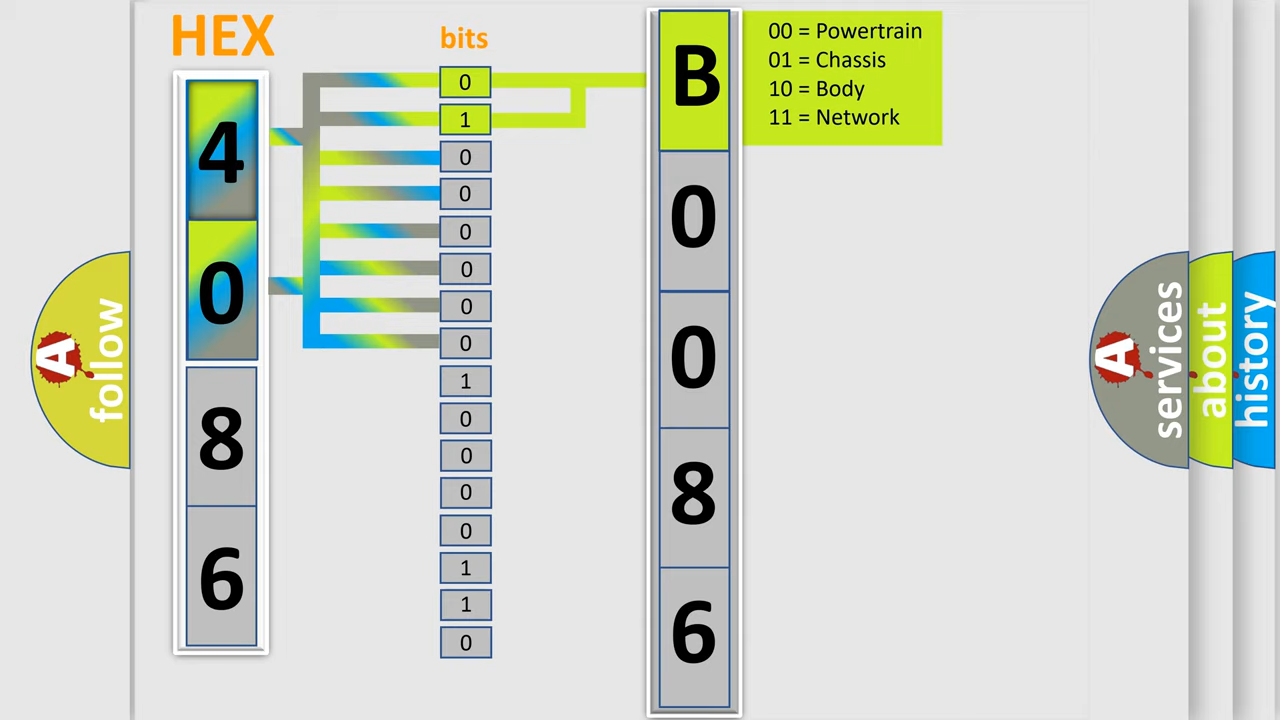 HEX
bits
4
0
8
6
0
1
0
0
0
0
0
0
1
0
0
0
0
1
1
0
B
0
0
8
6
00 = Powertrain
01 = Chassis
10 = Body
11 = Network
A
follow
A
services
about
history